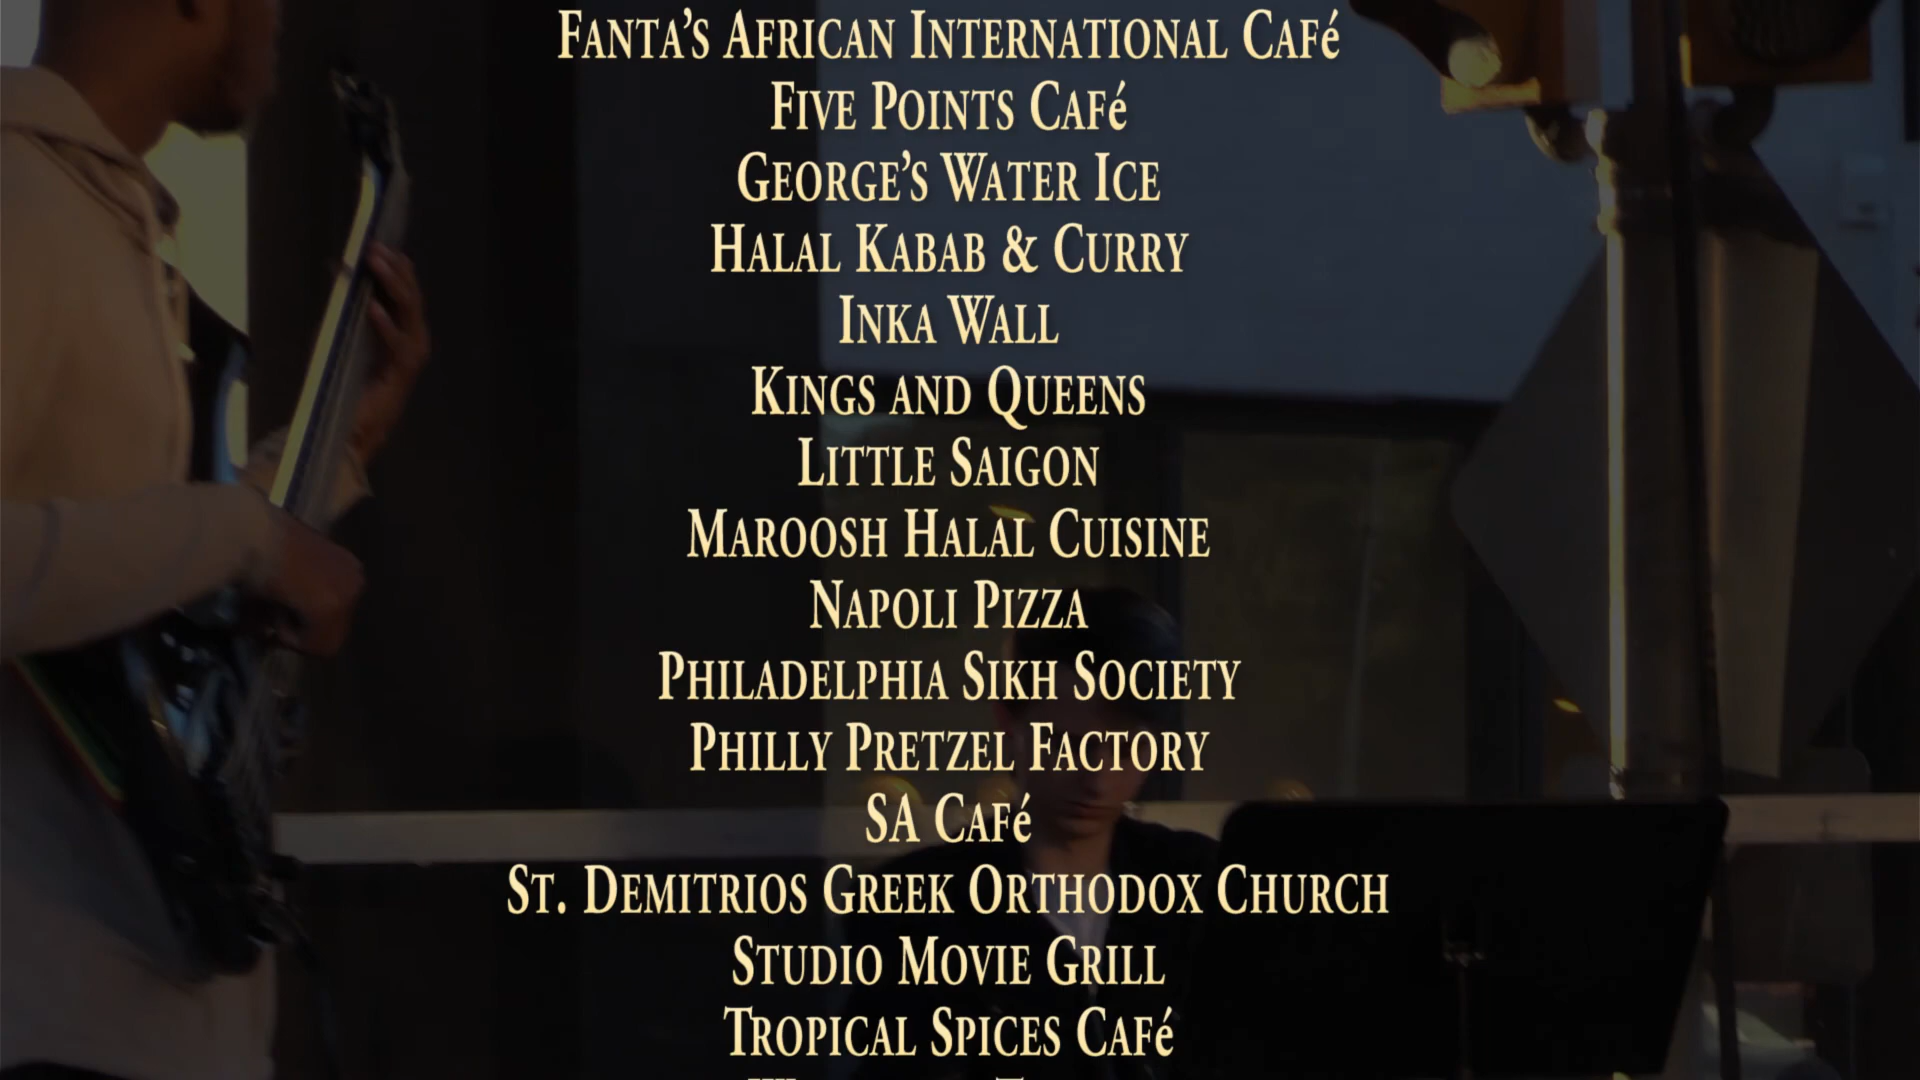 Fanta's African International Café
Five Points Café
George's Water Ice
Halal Kabab & Curry
Inka Wall
Kings and Queens
Little Saigon
Maroosh Halal Cuisine
Napoli Pizza
Philadelphia Sikh Society
Philly Pretzel Factory
SA Café
St. Demitrios Greek Orthodox Church
Studio Movie Grill
Tropical Spices Café